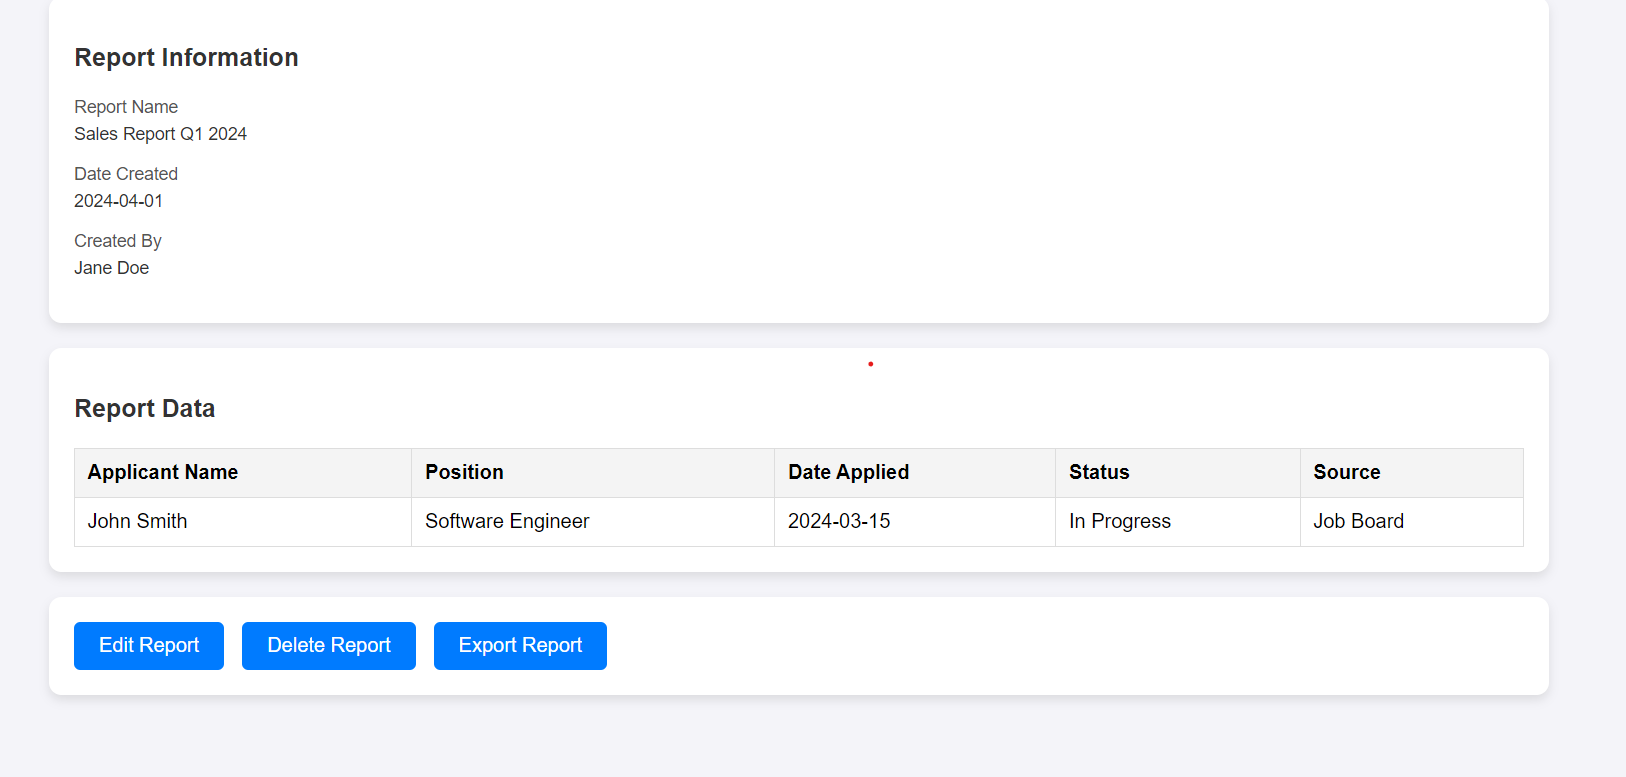 Report Information
Report Name
Sales Report Q1 2024
Date Created
2024-04-01
Created By
Jane Doe
Report Data
Applicant Name Position Date Applied Status Source
John Smith Software Engineer 2024-03-15 In Progress Job Board
Edit Report Delete Report Export Report